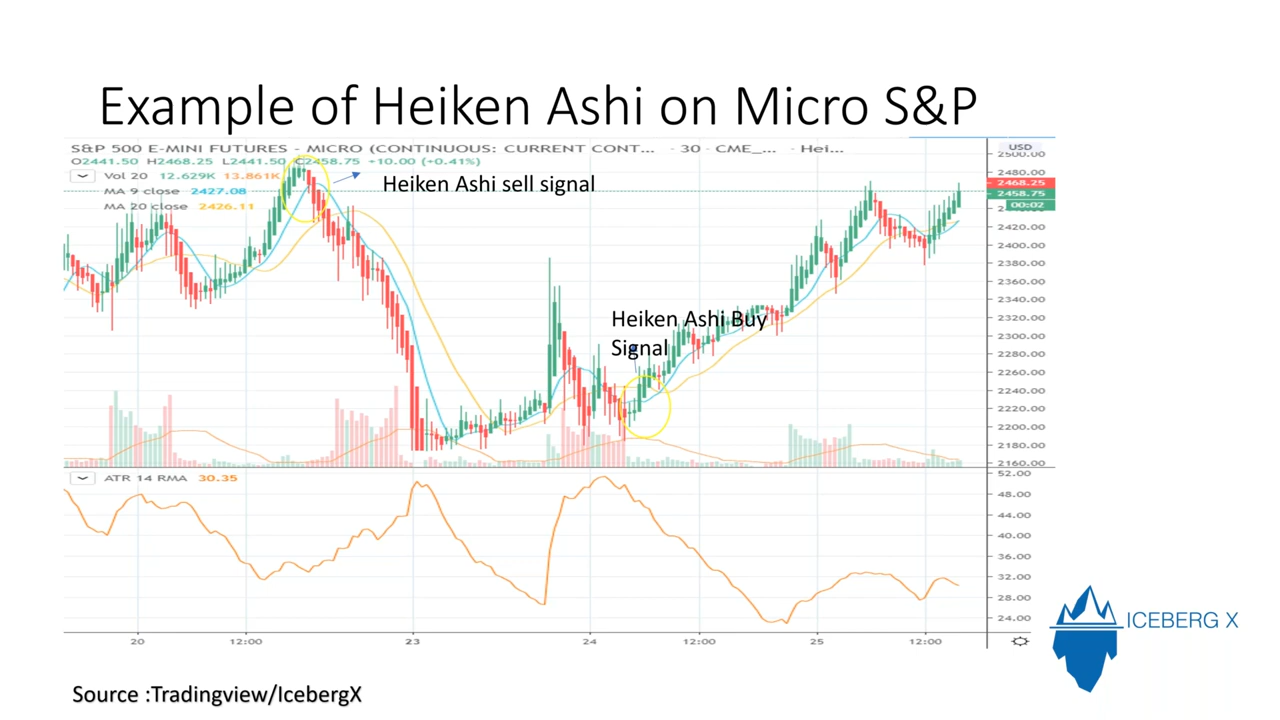 Example of Heiken Ashi on Micro S&P
S&P 500 E-MINI FUTURES - MICRO (CONTINUOUS: CURRENT CONT... · 30 · CME_... · Hei...
O2441.50 H2468.25 L2441.50 C2458.75 +10.00 (+0.41%)
Vol 20 12.629K 13.861K
MA 9 close 2427.08
MA 20 close 2426.11
Heiken Ashi sell signal
Heiken Ashi Buy
Signal
USD
2500.00
2480.00
2468.25
2458.75
00:02
2440.00
2420.00
2400.00
2380.00
2360.00
2340.00
2320.00
2300.00
2280.00
2260.00
2240.00
2220.00
2200.00
2180.00
2160.00
ATR 14 RMA 30.35
52.00
48.00
44.00
40.00
36.00
32.00
28.00
24.00
20 12:00 23 24 12:00 25 12:00
ICEBERG X
Source :Tradingview/IcebergX